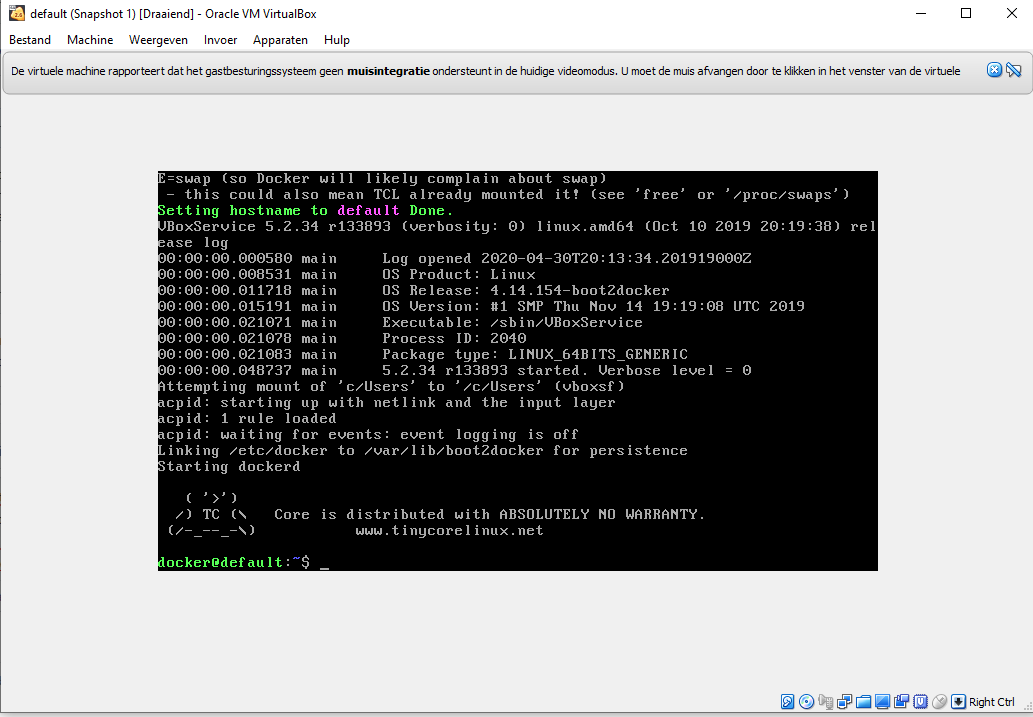 default (Snapshot 1) [Draaiend] - Oracle VM VirtualBox
Bestand Machine Weergeven Invoer Apparaten Hulp
De virtuele machine rapporteert dat het gastbesturingssysteem geen muisintegratie ondersteunt in de huidige videomodus. U moet de muis afvangen door te klikken in het venster van de virtuele
E=swap (so Docker will likely complain about swap)
 - this could also mean TCL already mounted it! (see 'free' or '/proc/swaps')
Setting hostname to default Done.
VBoxService 5.2.34 r133893 (verbosity: 0) linux.amd64 (Oct 10 2019 20:19:38) rel
ease log
00:00:00.000580 main     Log opened 2020-04-30T20:13:34.201919000Z
00:00:00.008531 main     OS Product: Linux
00:00:00.011718 main     OS Release: 4.14.154-boot2docker
00:00:00.015191 main     OS Version: #1 SMP Thu Nov 14 19:19:08 UTC 2019
00:00:00.021071 main     Executable: /sbin/VBoxService
00:00:00.021078 main     Process ID: 2040
00:00:00.021083 main     Package type: LINUX_64BITS_GENERIC
00:00:00.048737 main     5.2.34 r133893 started. Verbose level = 0
Attempting mount of 'c/Users' to '/c/Users' (vboxsf)
acpid: starting up with netlink and the input layer
acpid: 1 rule loaded
acpid: waiting for events: event logging is off
Linking /etc/docker to /var/lib/boot2docker for persistence
Starting dockerd
   ( '>')
  /) TC (\   Core is distributed with ABSOLUTELY NO WARRANTY.
 (/-_--_-\)           www.tinycorelinux.net
docker@default:~$ _
Right Ctrl